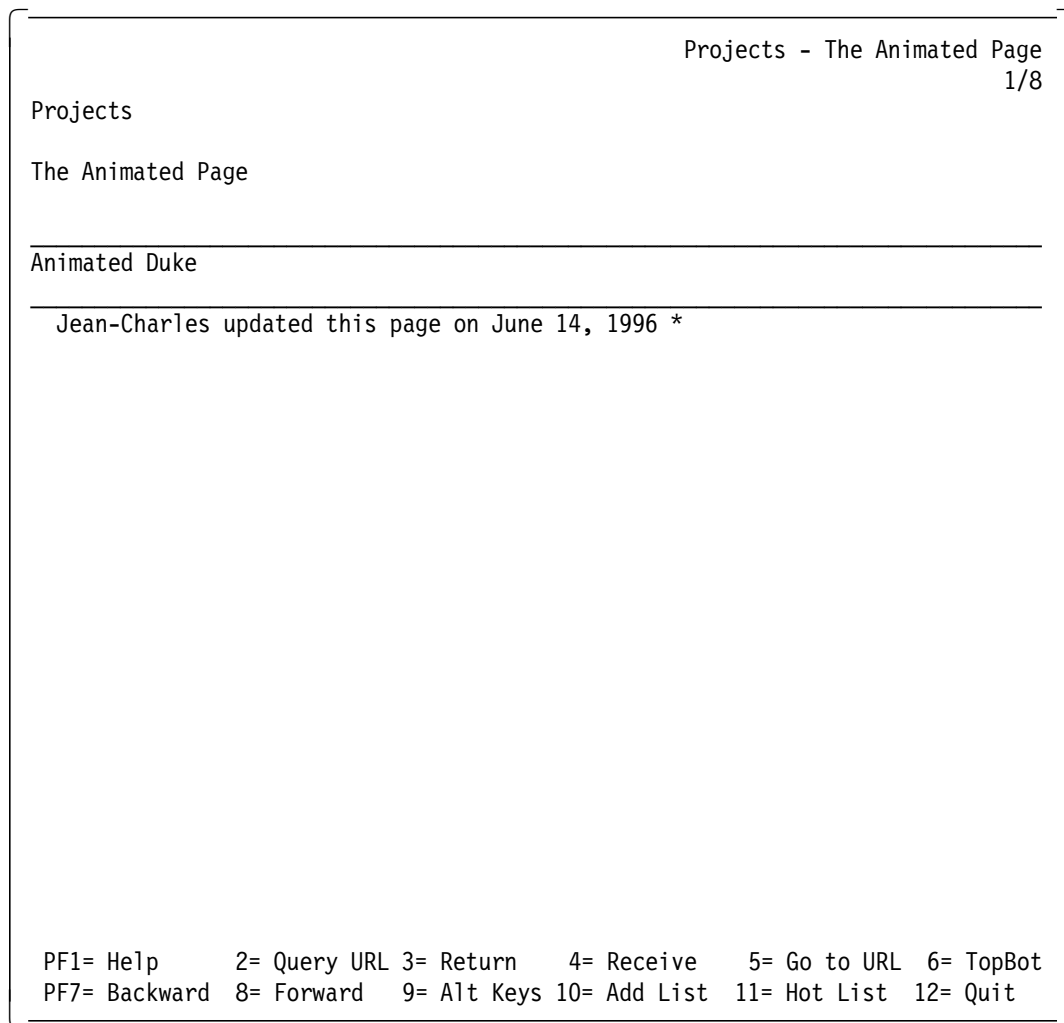 Projects - The Animated Page
1/8
Projects
The Animated Page
Animated Duke
Jean-Charles updated this page on June 14, 1996 *
PF1= Help 2= Query URL 3= Return 4= Receive 5= Go to URL 6= TopBot
PF7= Backward 8= Forward 9= Alt Keys 10= Add List 11= Hot List 12= Quit